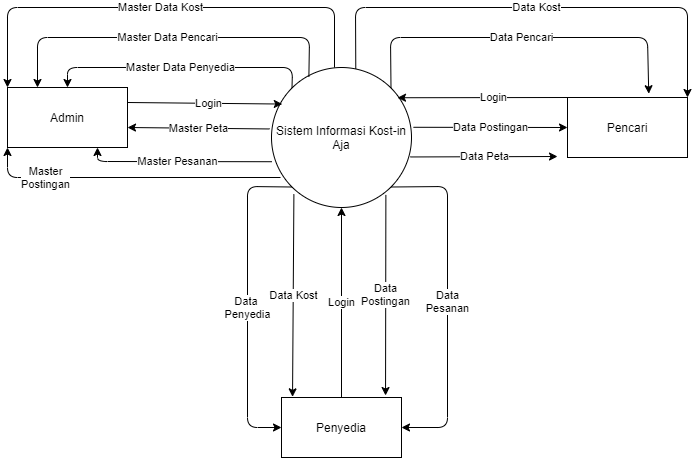 Master Data Kost
Data Kost
Master Data Pencari
Data Pencari
Master Data Penyedia
Login
Login
Admin
Sistem Informasi Kost-in
Aja
Pencari
Master Peta
Data Postingan
Master Pesanan
Data Peta
Master
Postingan
Data
Penyedia
Data Kost
Login
Data
Postingan
Data
Pesanan
Penyedia